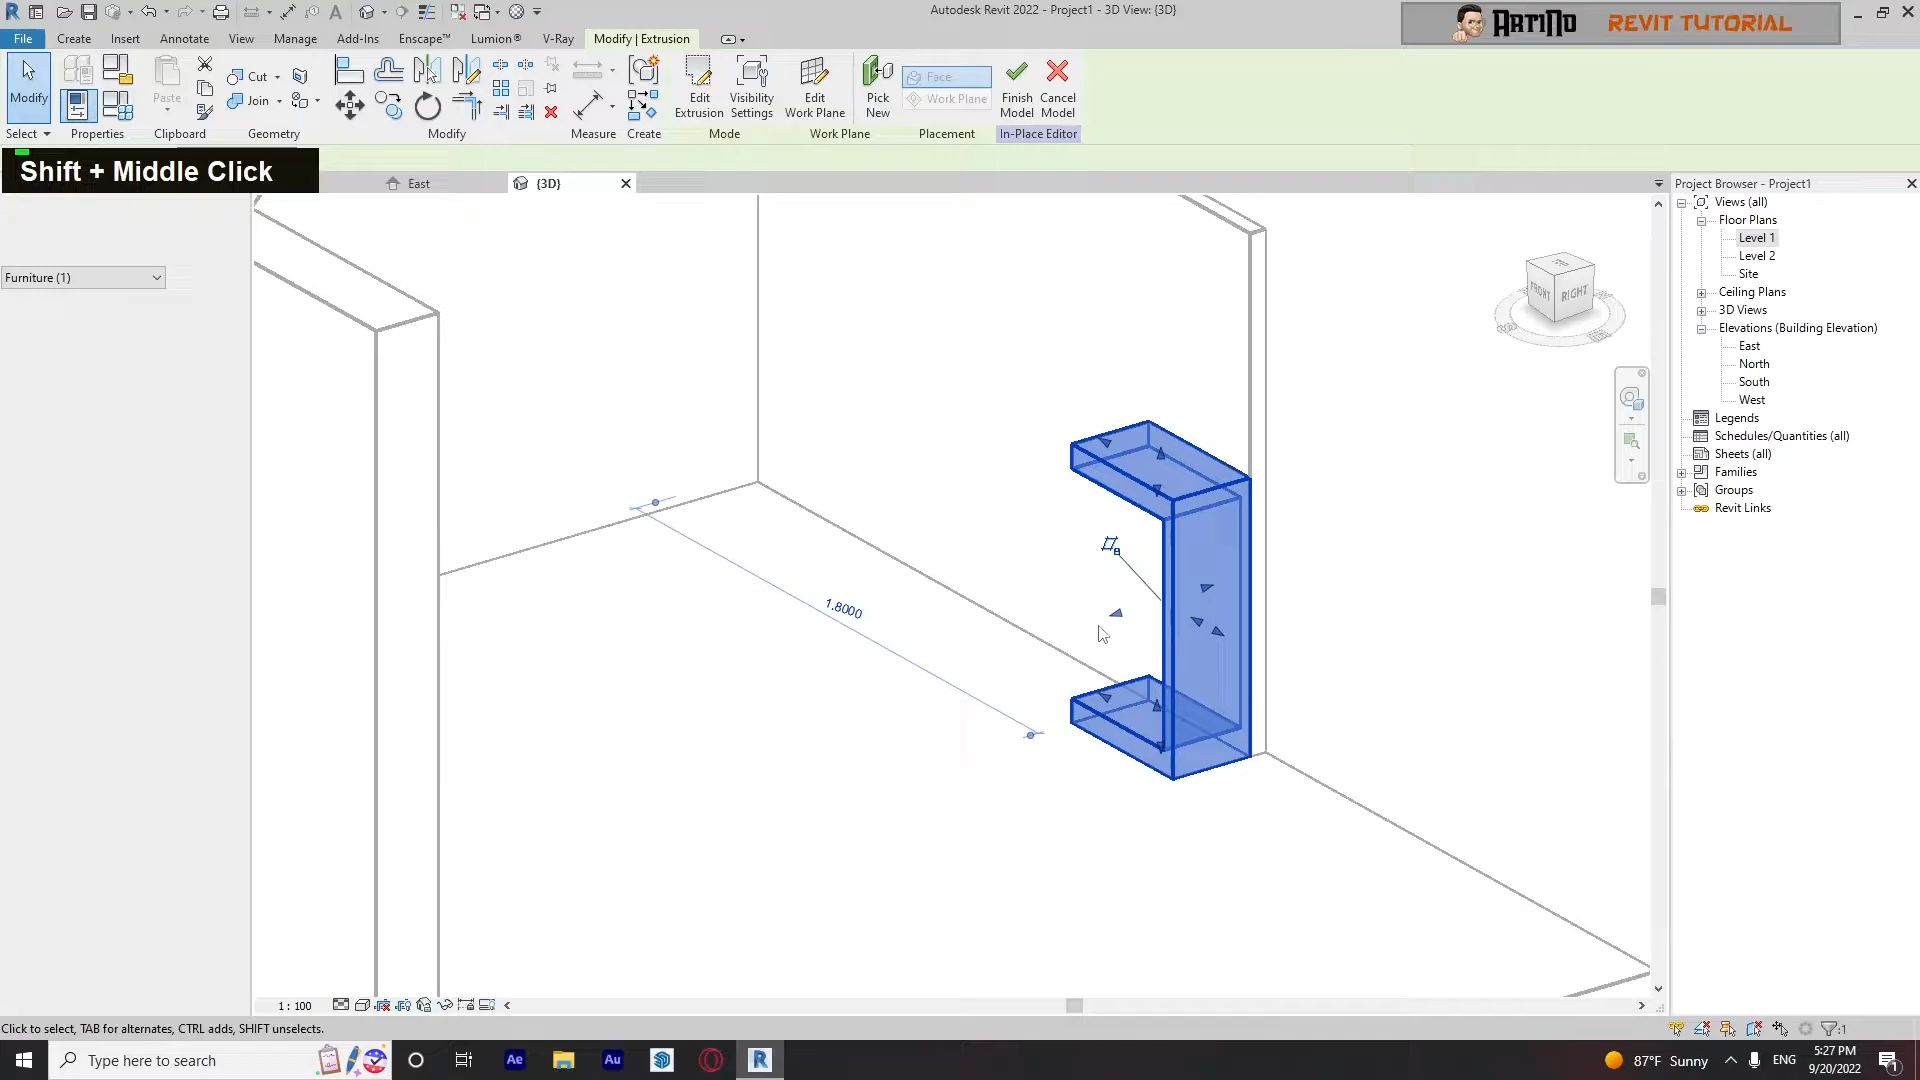 Autodesk Revit 2022 - Project1 - 3D View: {3D}
ARTINO REVIT TUTORIAL
File Create Insert Annotate View Manage Add-Ins Enscape™ Lumion® V-Ray Modify | Extrusion
Modify
Paste
Cut
Join
Edit Extrusion
Visibility Settings
Edit Work Plane
Pick New
Face
Work Plane
Finish Model
Cancel Model
Select Properties Clipboard Geometry Modify Measure Create Mode Work Plane Placement In-Place Editor
Shift + Middle Click
East
{3D}
Furniture (1)
1.8000
TOP
FRONT
RIGHT
Project Browser - Project1
Views (all)
Floor Plans
Level 1
Level 2
Site
Ceiling Plans
3D Views
Elevations (Building Elevation)
East
North
South
West
Legends
Schedules/Quantities (all)
Sheets (all)
Families
Groups
Revit Links
1 : 100
Click to select, TAB for alternates, CTRL adds, SHIFT unselects.
:1
Type here to search
Ae
Au
R
87°F Sunny
ENG
5:27 PM
9/20/2022
1